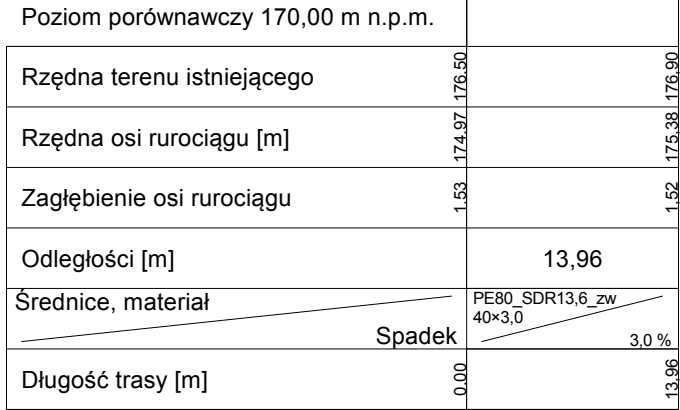 Poziom porównawczy 170,00 m n.p.m.
Rzędna terenu istniejącego 176.50 176,90
Rzędna osi rurociągu [m] 174.97 175,38
Zagłębienie osi rurociągu 1.53 1,52
Odległości [m] 13,96
Średnice, materiał PE80_SDR13,6_zw
40×3,0
Spadek 3,0 %
Długość trasy [m] 0.00 13,96